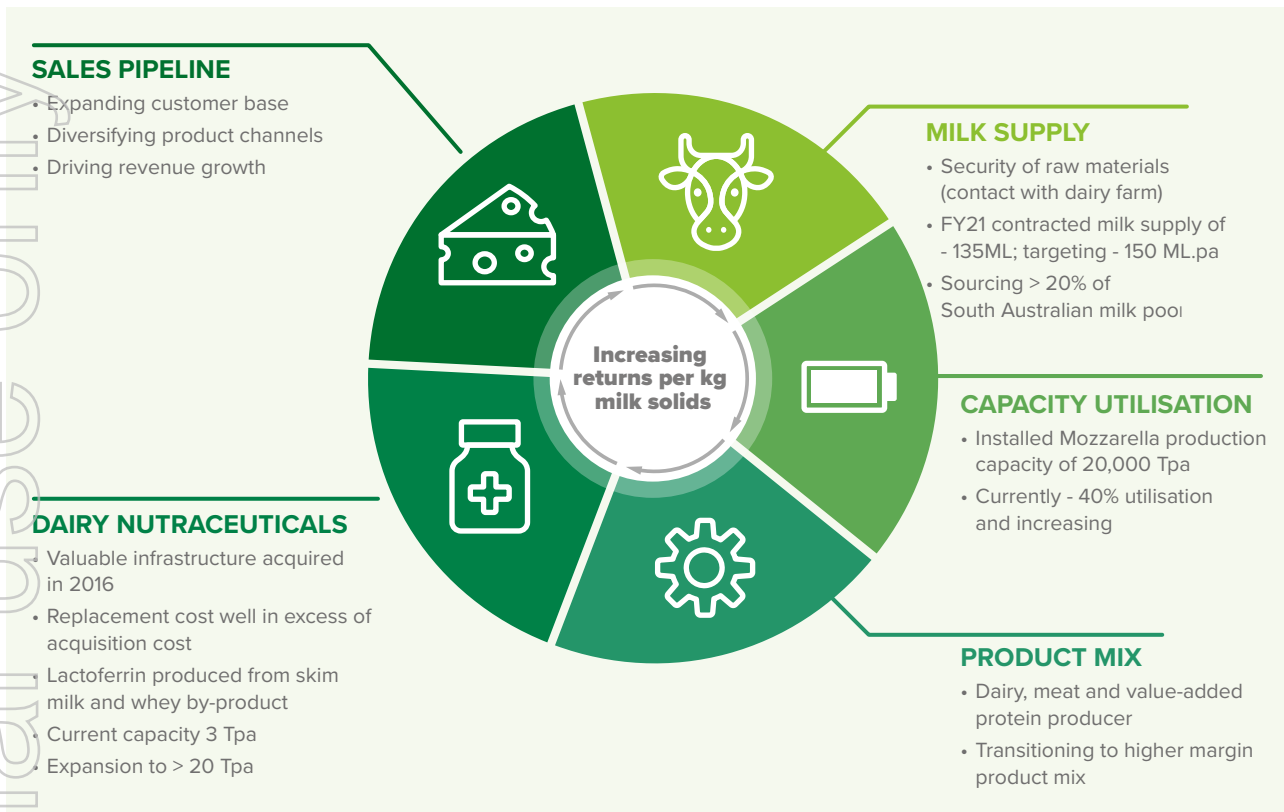 SALES PIPELINE
• Expanding customer base
• Diversifying product channels
• Driving revenue growth
MILK SUPPLY
• Security of raw materials
(contact with dairy farm)
• FY21 contracted milk supply of
- 135ML; targeting - 150 ML.pa
• Sourcing > 20% of
South Australian milk pool
Increasing
returns per kg
milk solids
CAPACITY UTILISATION
• Installed Mozzarella production
capacity of 20,000 Tpa
• Currently - 40% utilisation
and increasing
DAIRY NUTRACEUTICALS
• Valuable infrastructure acquired
in 2016
• Replacement cost well in excess of
acquisition cost
• Lactoferrin produced from skim
milk and whey by-product
• Current capacity 3 Tpa
• Expansion to > 20 Tpa
PRODUCT MIX
• Dairy, meat and value-added
protein producer
• Transitioning to higher margin
product mix
use only